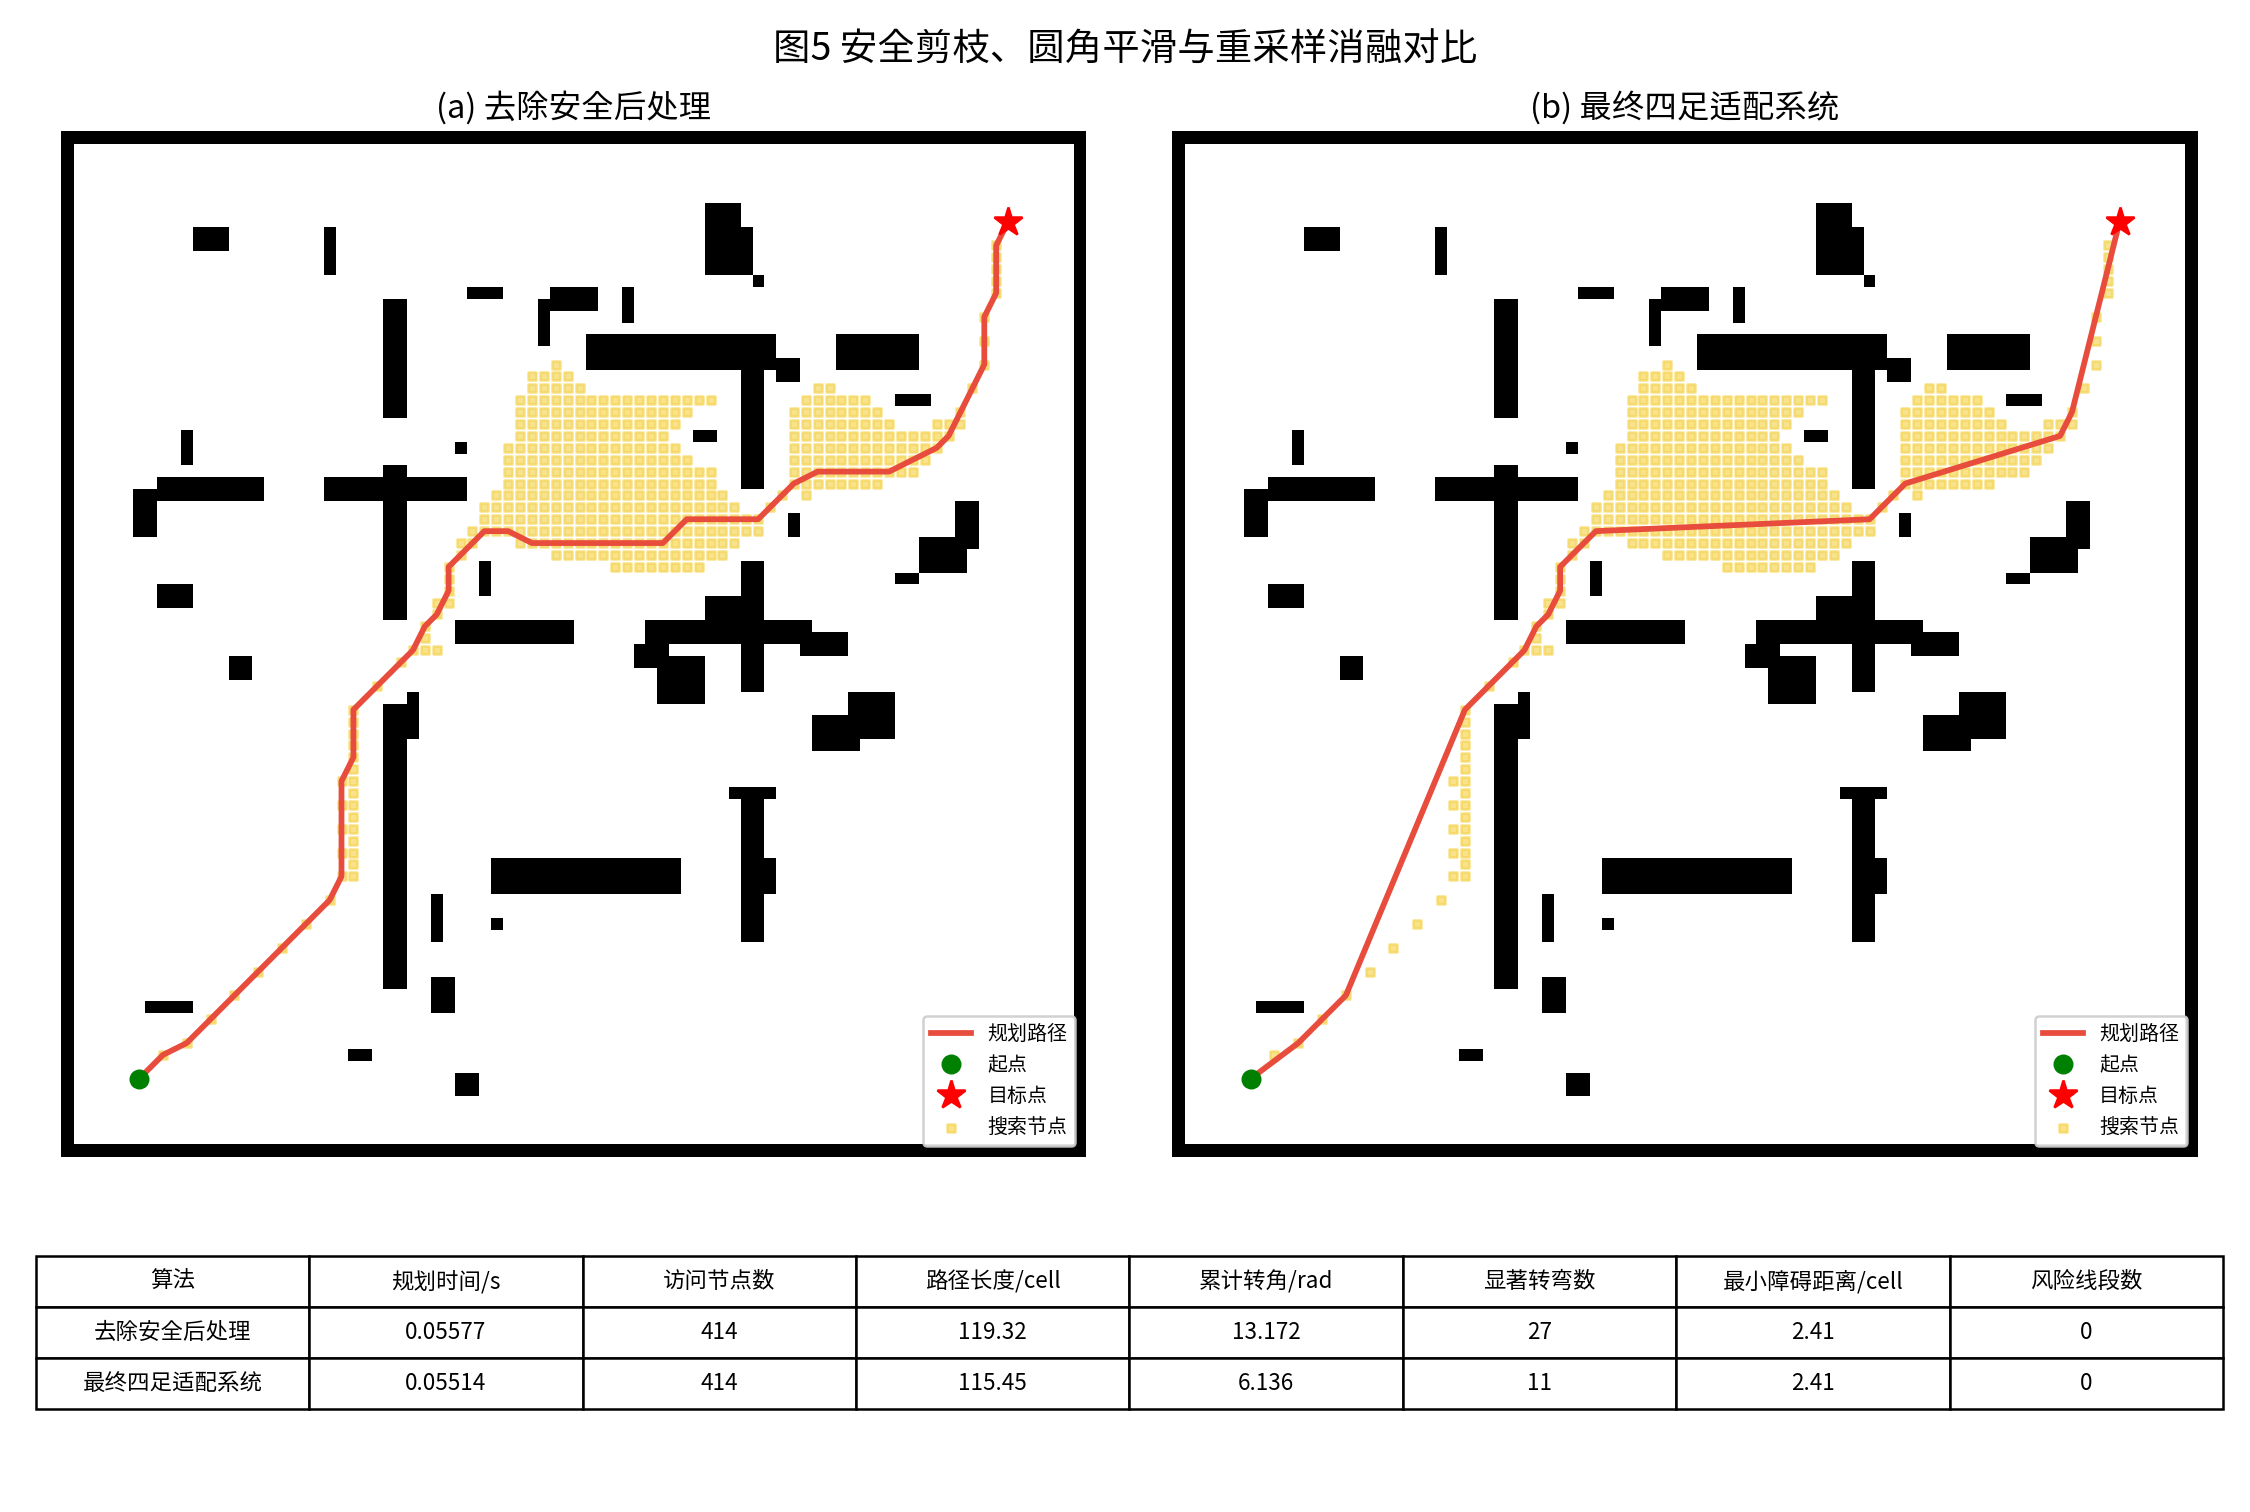 图5 安全剪枝、圆角平滑与重采样消融对比
(a) 去除安全后处理
(b) 最终四足适配系统
规划路径
起点
目标点
搜索节点
规划路径
起点
目标点
搜索节点
算法 规划时间/s 访问节点数 路径长度/cell 累计转角/rad 显著转弯数 最小障碍距离/cell 风险线段数
去除安全后处理 0.05577 414 119.32 13.172 27 2.41 0
最终四足适配系统 0.05514 414 115.45 6.136 11 2.41 0